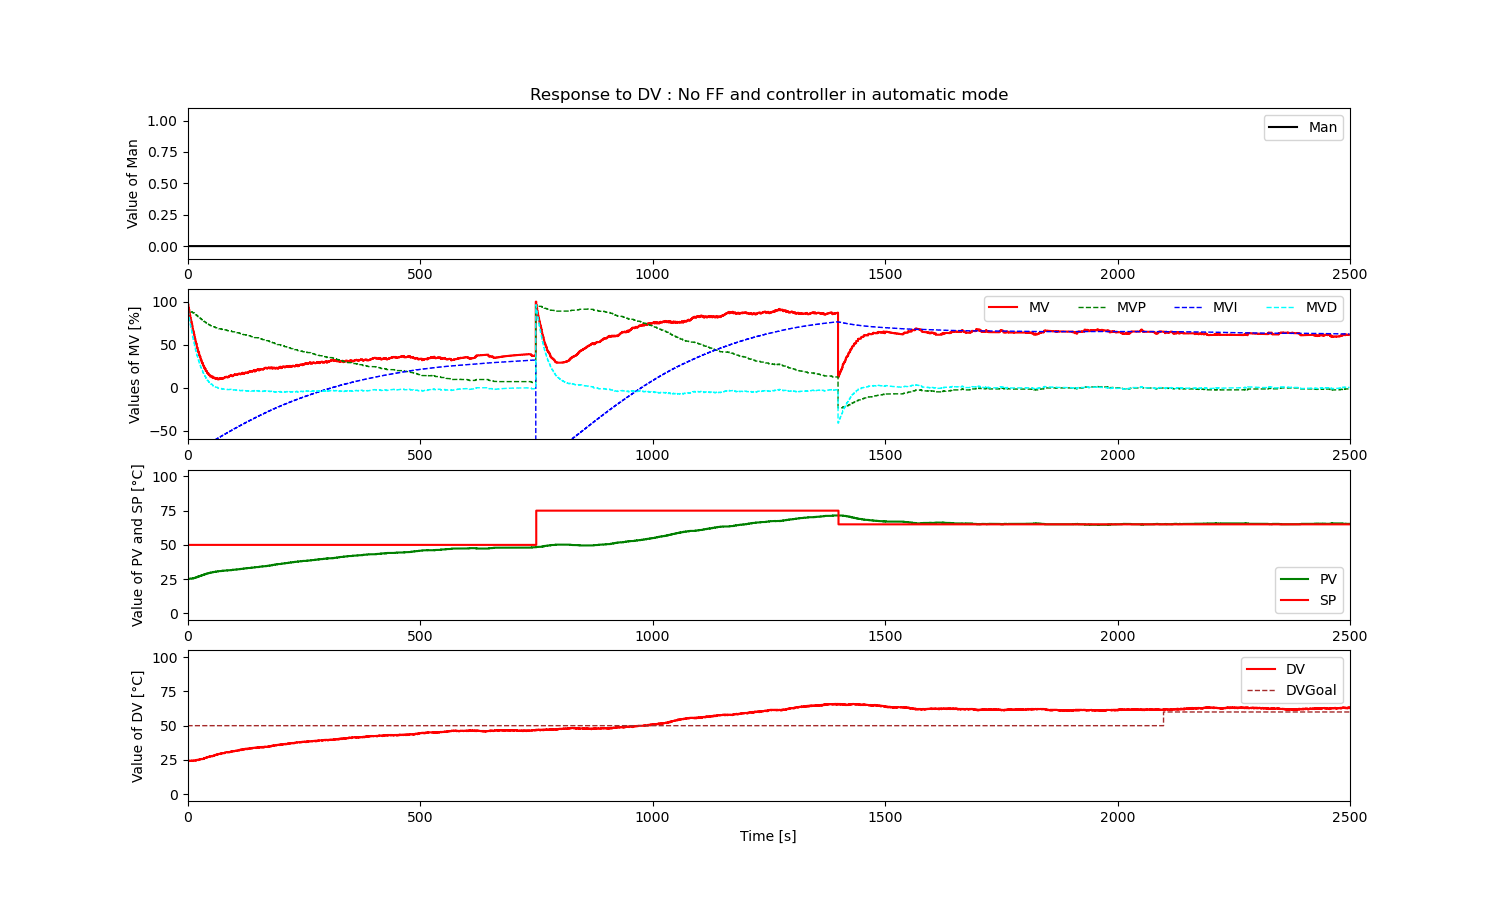 Response to DV : No FF and controller in automatic mode
Value of Man
1.00
0.75
0.50
0.25
0.00
Man
0 500 1000 1500 2000 2500
Values of MV [%]
100
50
0
−50
MV MVP MVI MVD
0 500 1000 1500 2000 2500
Value of PV and SP [°C]
100
75
50
25
0
PV
SP
0 500 1000 1500 2000 2500
Value of DV [°C]
100
75
50
25
0
DV
DVGoal
0 500 1000 1500 2000 2500
Time [s]